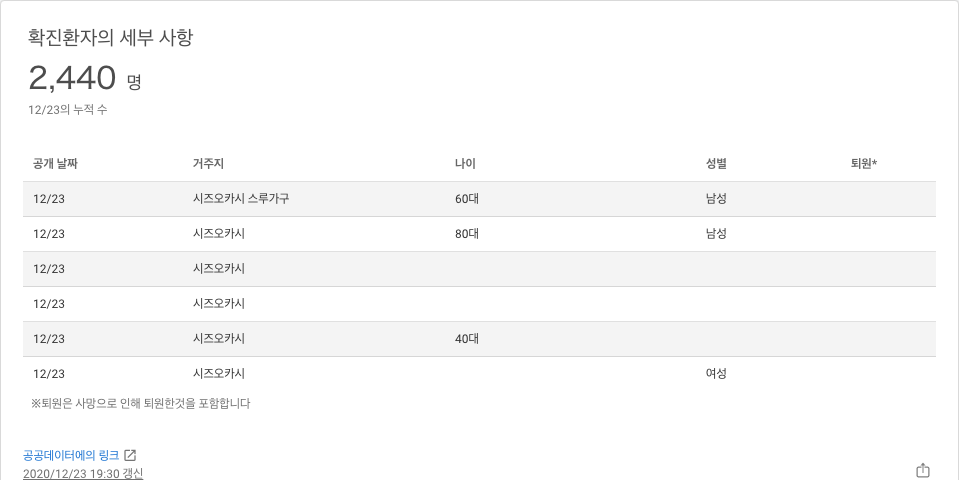 확진환자의 세부 사항
2,440 명
12/23의 누적 수
공개 날짜 거주지 나이 성별 퇴원*
12/23 시즈오카시 스루가구 60대 남성
12/23 시즈오카시 80대 남성
12/23 시즈오카시
12/23 시즈오카시
12/23 시즈오카시 40대
12/23 시즈오카시 여성
※퇴원은 사망으로 인해 퇴원한것을 포함합니다
공공데이터에의 링크
2020/12/23 19:30 갱신